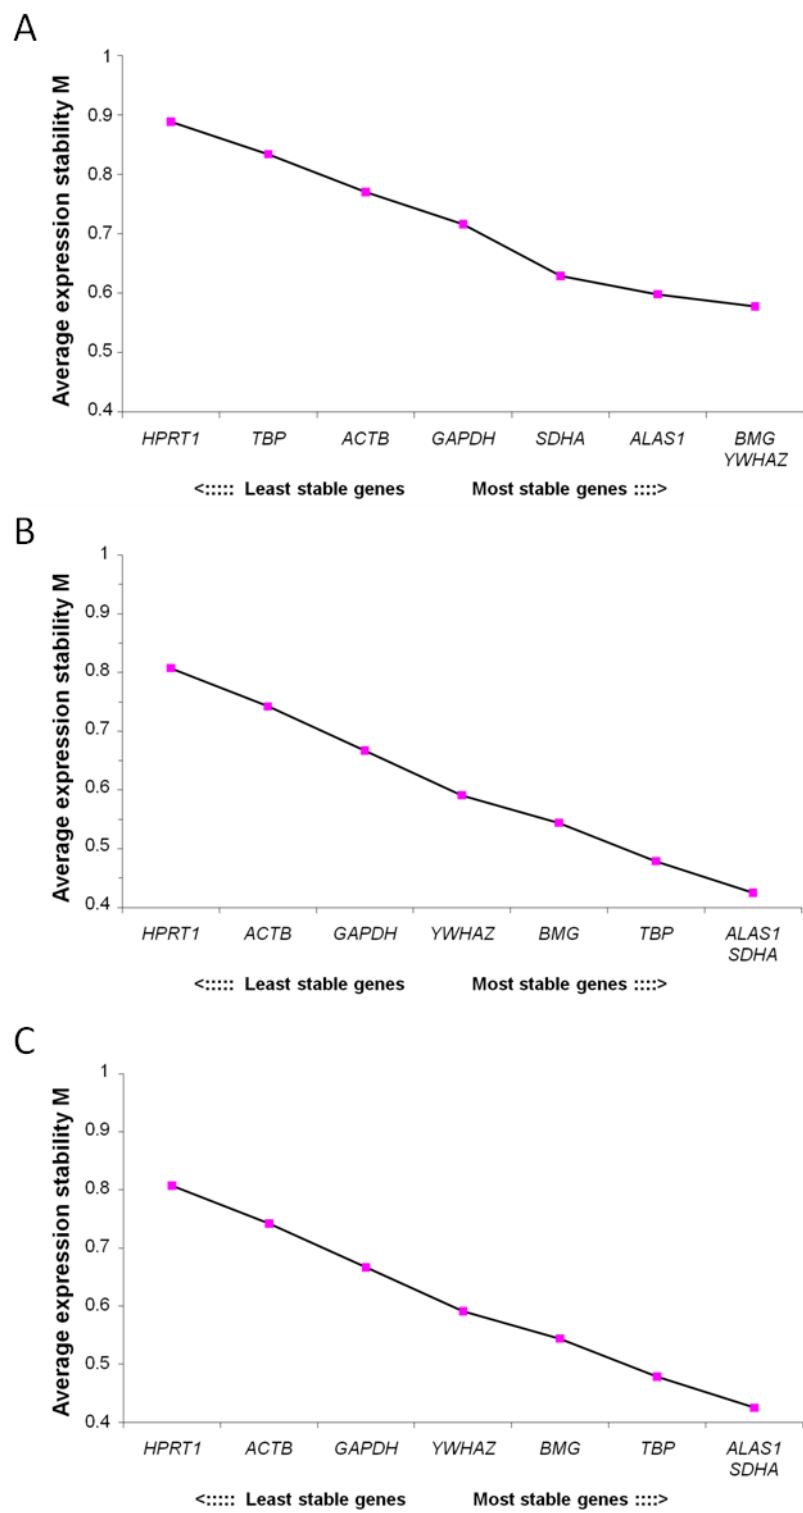 A
Average expression stability M
1
0.9
0.8
0.7
0.6
0.5
0.4
HPRT1 TBP ACTB GAPDH SDHA ALAS1 BMG
YWHAZ
<::::: Least stable genes Most stable genes ::::>
B
Average expression stability M
1
0.9
0.8
0.7
0.6
0.5
0.4
HPRT1 ACTB GAPDH YWHAZ BMG TBP ALAS1
SDHA
<::::: Least stable genes Most stable genes ::::>
C
Average expression stability M
1
0.9
0.8
0.7
0.6
0.5
0.4
HPRT1 ACTB GAPDH YWHAZ BMG TBP ALAS1
SDHA
<::::: Least stable genes Most stable genes ::::>